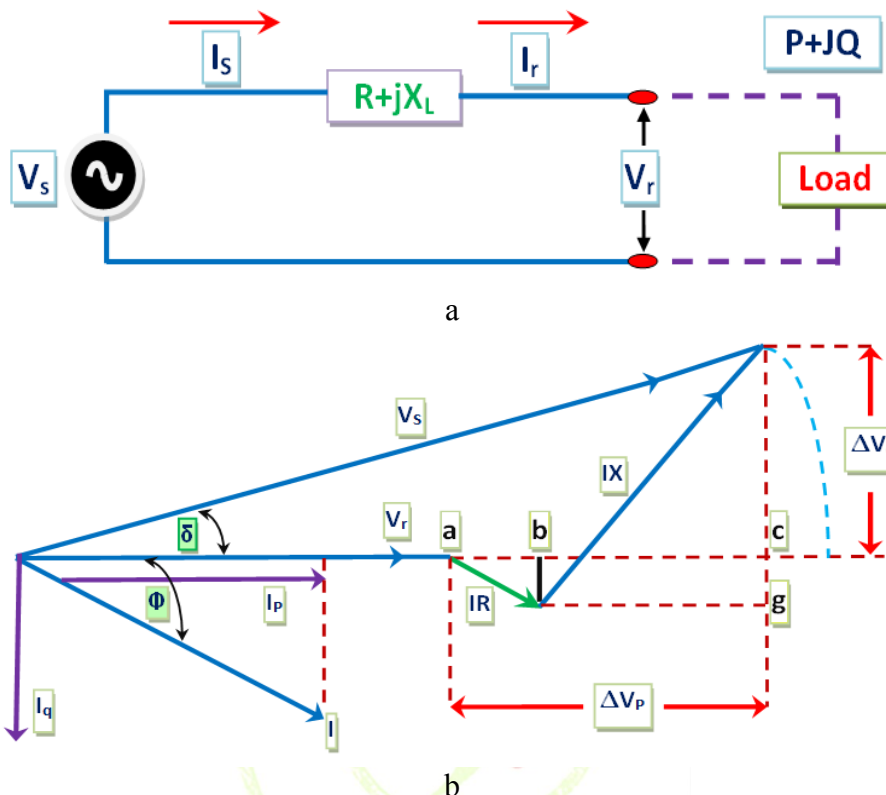 I_S
I_r
P+JQ
R+jX_L
V_s
V_r
Load
a
V_S
ΔV
IX
δ
V_r
a
b
c
Φ
I_P
IR
g
I_q
I
ΔV_P
b